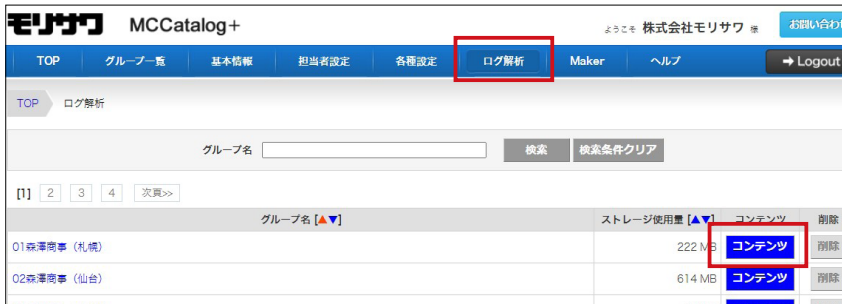 モリサワ MCCatalog+ ようこそ 株式会社モリサワ 様 お問い合わ
TOP グループ一覧 基本情報 担当者設定 各種設定 ログ解析 Maker ヘルプ ➔ Logout
TOP ログ解析
グループ名 検索 検索条件クリア
[1] 2 3 4 次頁>>
グループ名 [▲▼] ストレージ使用量 [▲▼] コンテンツ 削除
01森澤商事（札幌） 222 MB コンテンツ 削除
02森澤商事（仙台） 614 MB コンテンツ 削除